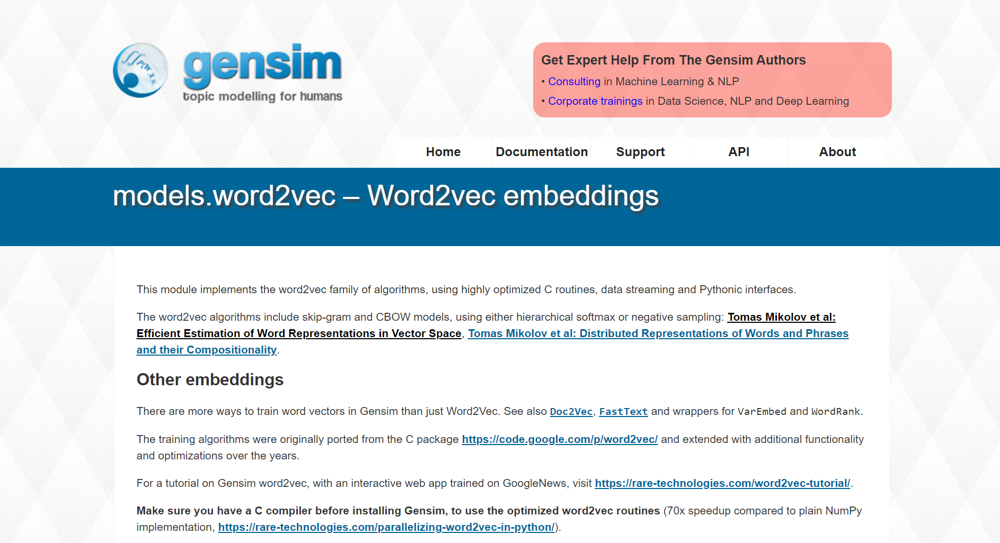 gensim
topic modelling for humans
Get Expert Help From The Gensim Authors
• Consulting in Machine Learning & NLP
• Corporate trainings in Data Science, NLP and Deep Learning
Home Documentation Support API About
models.word2vec – Word2vec embeddings
This module implements the word2vec family of algorithms, using highly optimized C routines, data streaming and Pythonic interfaces.
The word2vec algorithms include skip-gram and CBOW models, using either hierarchical softmax or negative sampling: Tomas Mikolov et al:
Efficient Estimation of Word Representations in Vector Space, Tomas Mikolov et al: Distributed Representations of Words and Phrases
and their Compositionality.
Other embeddings
There are more ways to train word vectors in Gensim than just Word2Vec. See also Doc2Vec, FastText and wrappers for VarEmbed and WordRank.
The training algorithms were originally ported from the C package https://code.google.com/p/word2vec/ and extended with additional functionality
and optimizations over the years.
For a tutorial on Gensim word2vec, with an interactive web app trained on GoogleNews, visit https://rare-technologies.com/word2vec-tutorial/.
Make sure you have a C compiler before installing Gensim, to use the optimized word2vec routines (70x speedup compared to plain NumPy
implementation, https://rare-technologies.com/parallelizing-word2vec-in-python/).